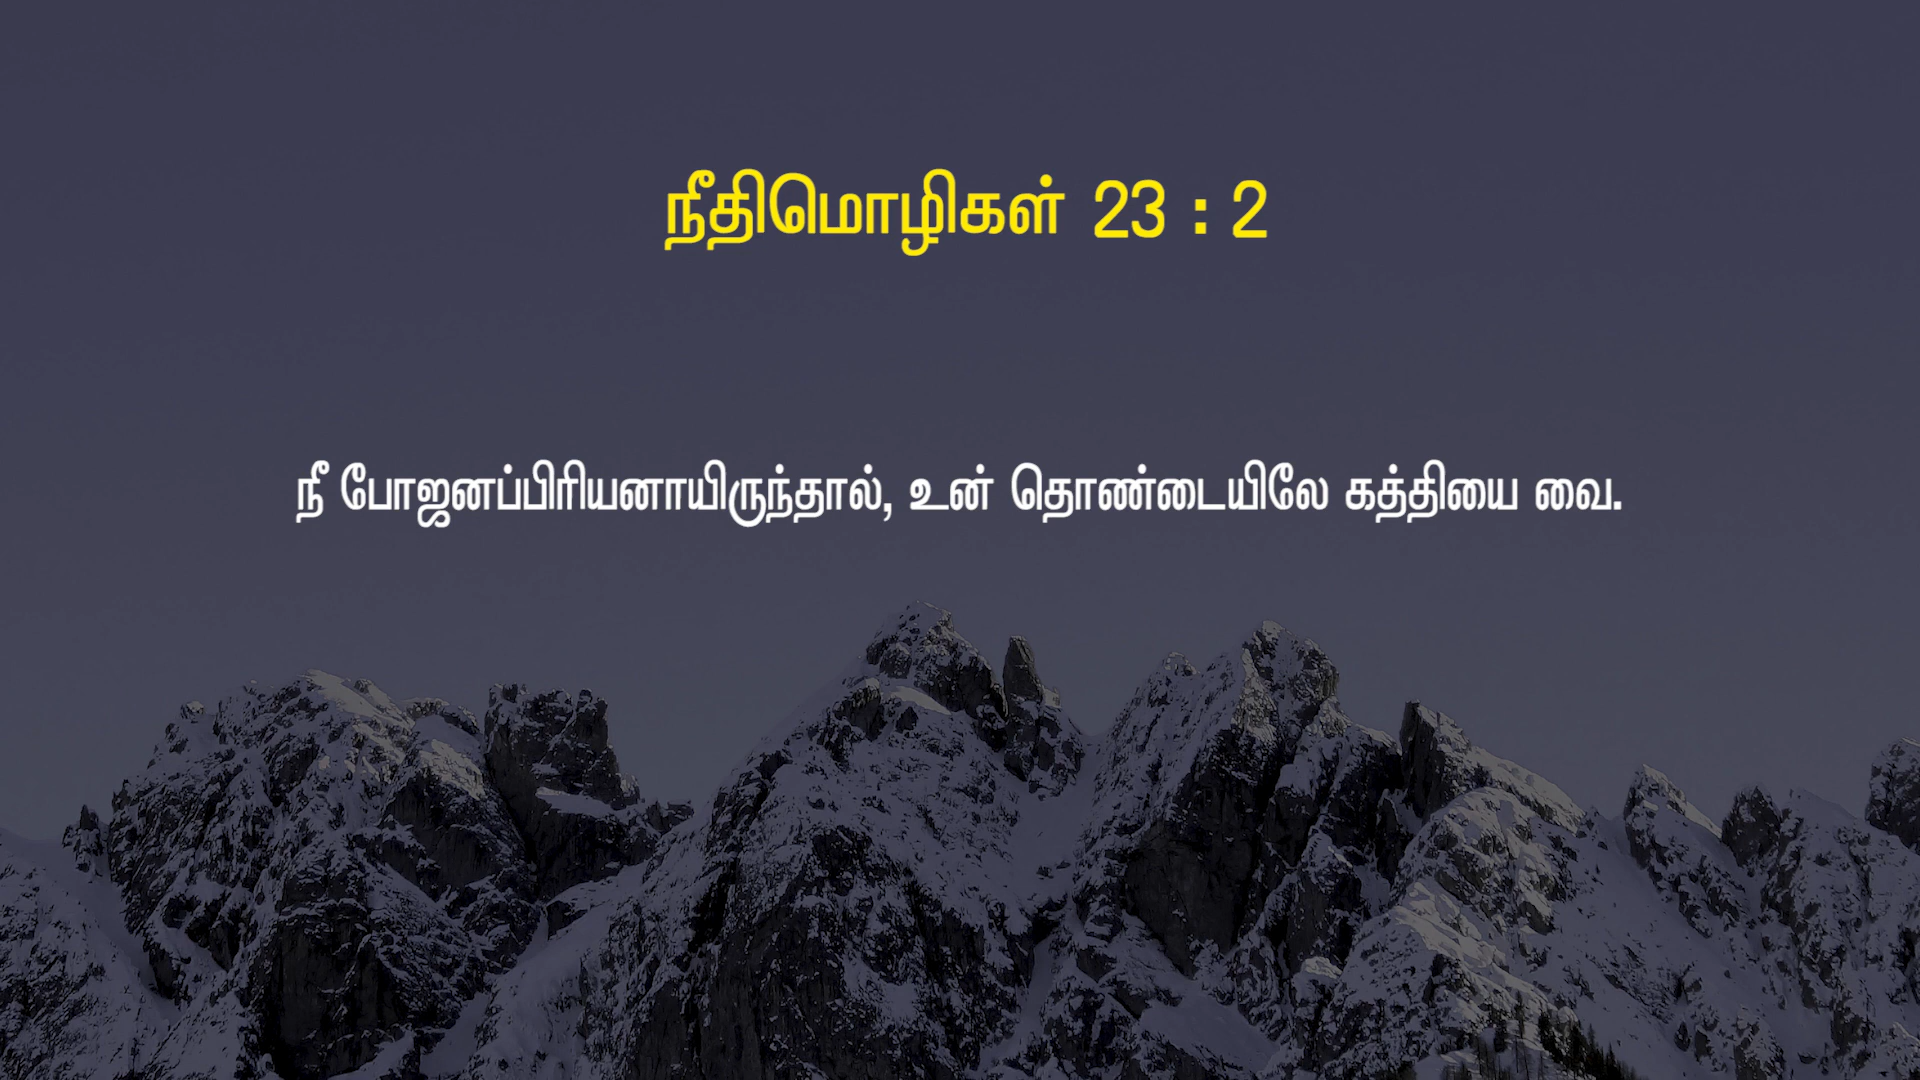 நீதிமொழிகள் 23 : 2
நீ போஜனப்பிரியனாயிருந்தால், உன் தொண்டையிலே கத்தியை வை.